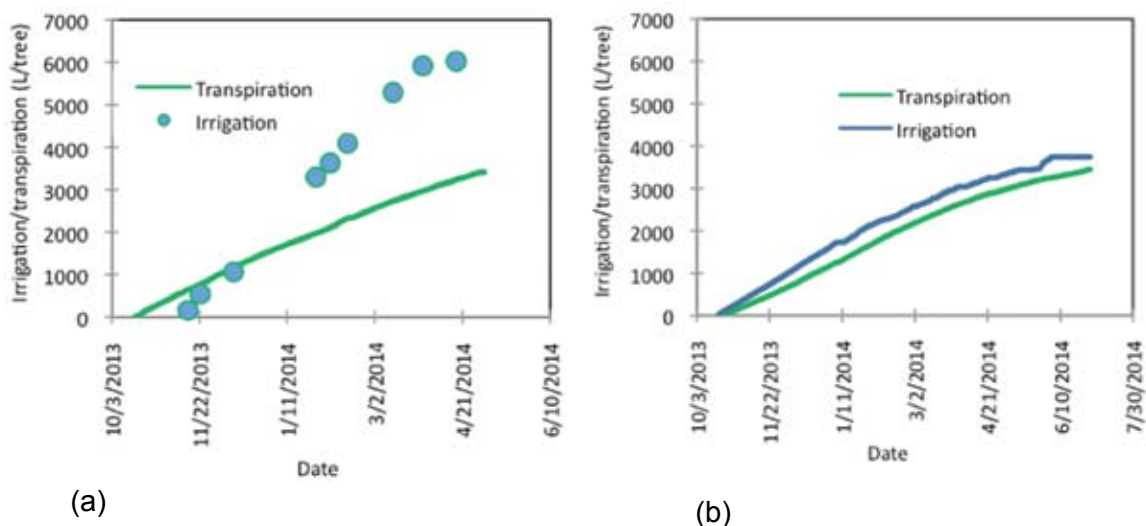 Irrigation/transpiration (L/tree)
7000
6000
5000
4000
3000
2000
1000
0
Transpiration
Irrigation
10/3/2013
11/22/2013
1/11/2014
3/2/2014
4/21/2014
6/10/2014
Date
(a)
Irrigation/transpiration (L/tree)
7000
6000
5000
4000
3000
2000
1000
0
Transpiration
Irrigation
10/3/2013
11/22/2013
1/11/2014
3/2/2014
4/21/2014
6/10/2014
7/30/2014
Date
(b)